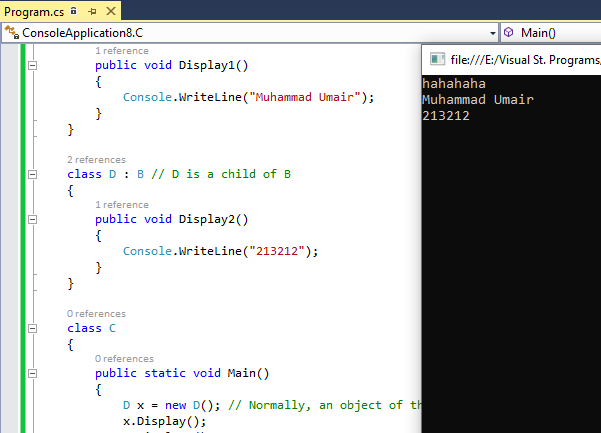 Program.cs
ConsoleApplication8.C
Main()
1 reference
public void Display1()
{
Console.WriteLine("Muhammad Umair");
}
}
2 references
class D : B // D is a child of B
{
1 reference
public void Display2()
{
Console.WriteLine("213212");
}
}
0 references
class C
{
0 references
public static void Main()
{
D x = new D(); // Normally, an object of th
x.Display();
file:///E:/Visual St. Programs/
hahahaha
Muhammad Umair
213212